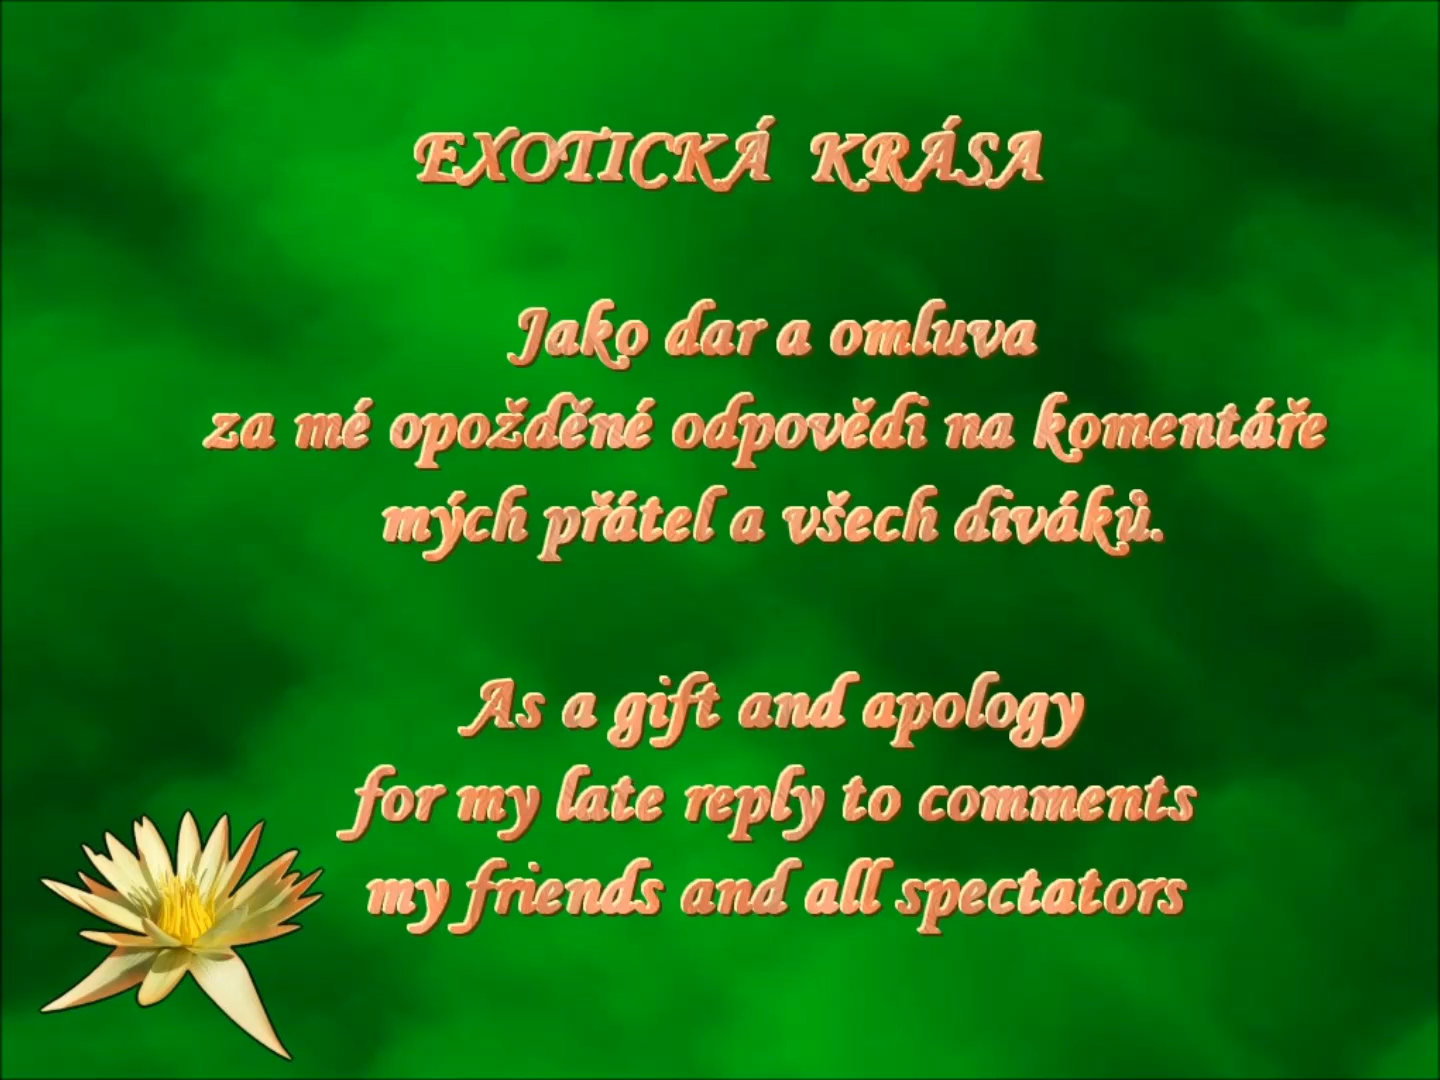 EXOTICKÁ KRÁSA
Jako dar a omluva
za mé opožděné odpovědi na komentáře
mých přátel a všech diváků.
As a gift and apology
for my late reply to comments
my friends and all spectators